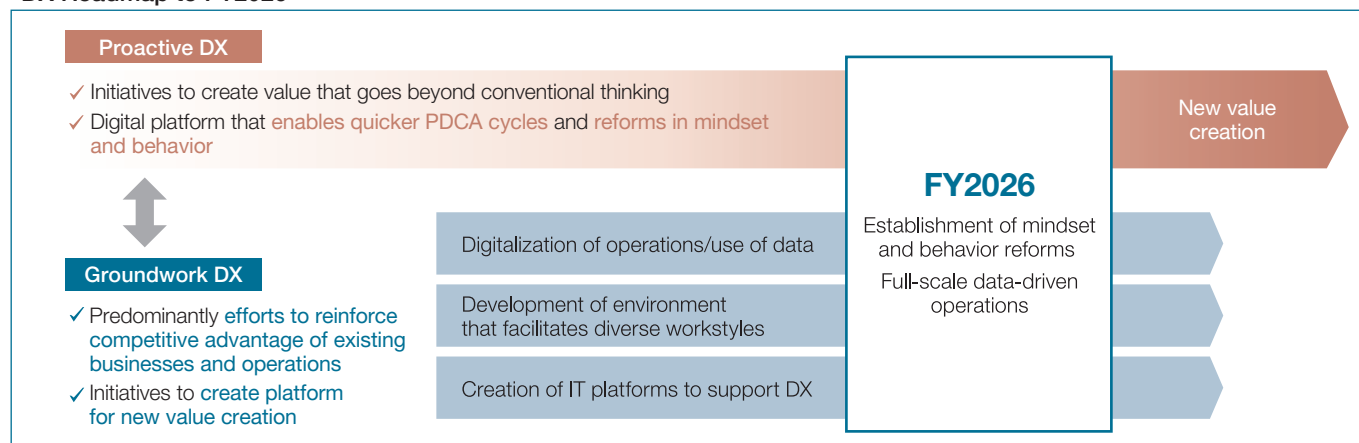 Proactive DX
✓ Initiatives to create value that goes beyond conventional thinking
✓ Digital platform that enables quicker PDCA cycles and reforms in mindset
and behavior
New value
creation
Groundwork DX
✓ Predominantly efforts to reinforce
competitive advantage of existing
businesses and operations
✓ Initiatives to create platform
for new value creation
Digitalization of operations/use of data
Development of environment
that facilitates diverse workstyles
Creation of IT platforms to support DX
FY2026
Establishment of mindset
and behavior reforms
Full-scale data-driven
operations